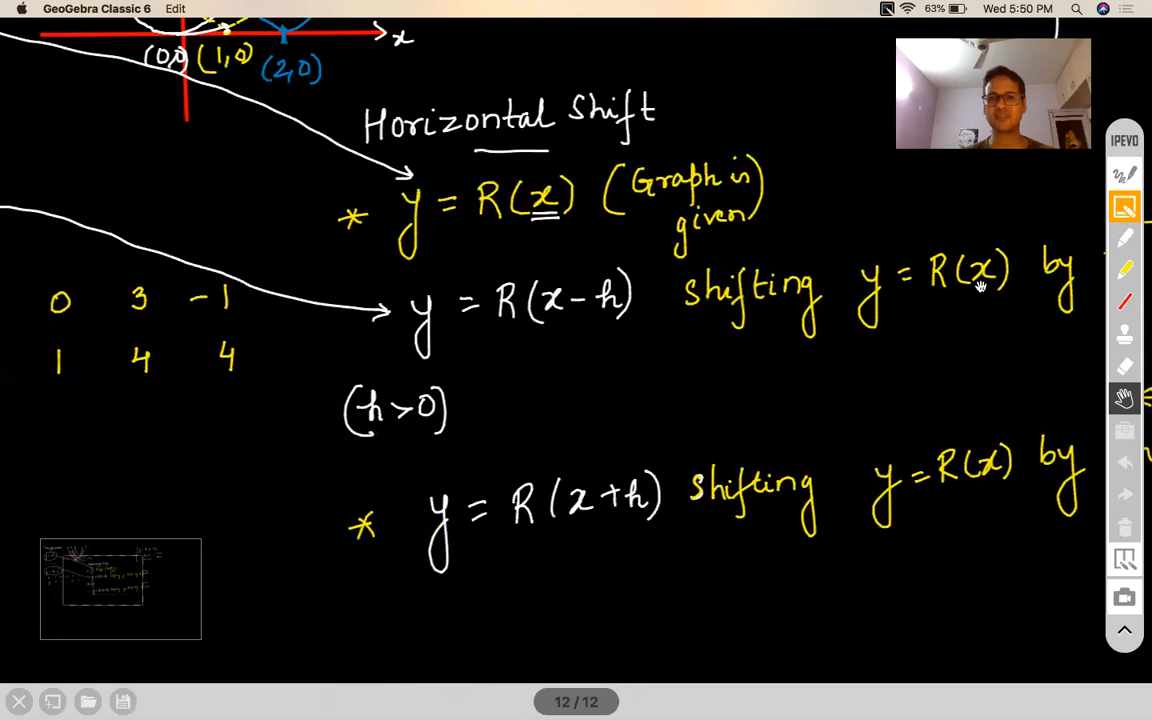 GeoGebra Classic 6 Edit 63% Wed 5:50 PM
x
(0,0) (1,0) (2,0)
Horizontal Shift
* y = R(x) (Graph is
given)
IPEVO
0 3 -1
y = R(x-h) shifting y = R(x) by
1 4 4
(h>0)
* y = R(x+h) shifting y = R(x) by
12 / 12